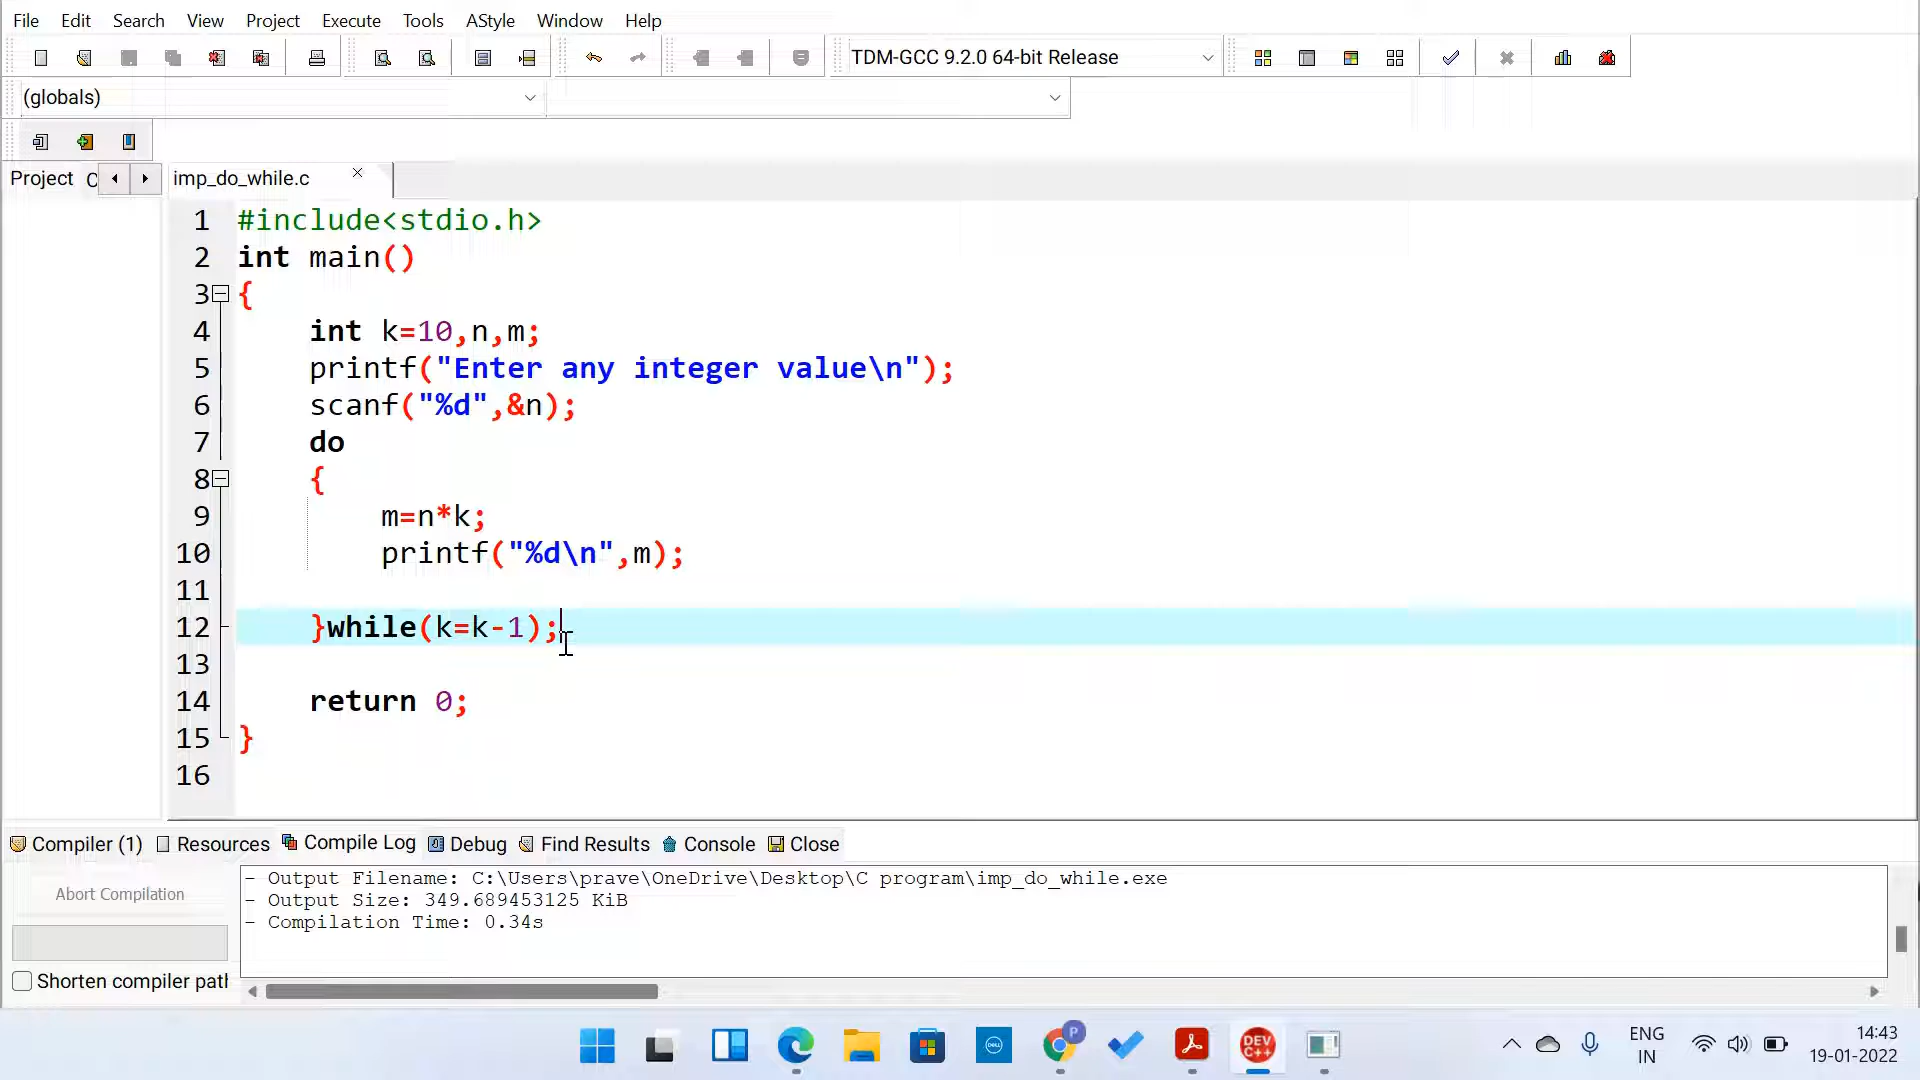 File Edit Search View Project Execute Tools AStyle Window Help
TDM-GCC 9.2.0 64-bit Release
(globals)
Project C
imp_do_while.c
1 #include<stdio.h>
2 int main()
3 {
4 int k=10,n,m;
5 printf("Enter any integer value\n");
6 scanf("%d",&n);
7 do
8 {
9 m=n*k;
10 printf("%d\n",m);
11
12 }while(k=k-1);
13
14 return 0;
15 }
16
Compiler (1) Resources Compile Log Debug Find Results Console Close
Abort Compilation
Shorten compiler path
- Output Filename: C:\Users\prave\OneDrive\Desktop\C program\imp_do_while.exe
- Output Size: 349.689453125 KiB
- Compilation Time: 0.34s
DELL
P
DEV C++
ENG
IN
14:43
19-01-2022